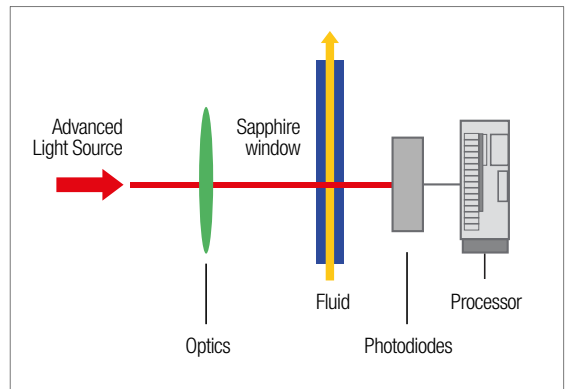 Advanced
Light Source
Sapphire
window
Fluid
Processor
Optics
Photodiodes